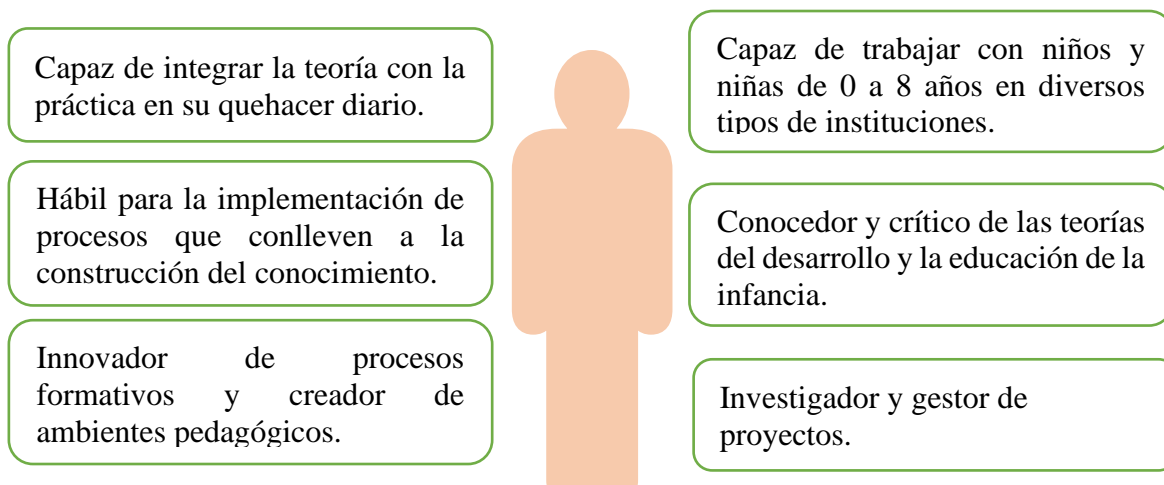 Capaz de integrar la teoría con la
práctica en su quehacer diario.
Hábil para la implementación de
procesos que conlleven a la
construcción del conocimiento.
Innovador de procesos
formativos y creador de
ambientes pedagógicos.
Capaz de trabajar con niños y
niñas de 0 a 8 años en diversos
tipos de instituciones.
Conocedor y crítico de las teorías
del desarrollo y la educación de la
infancia.
Investigador y gestor de
proyectos.